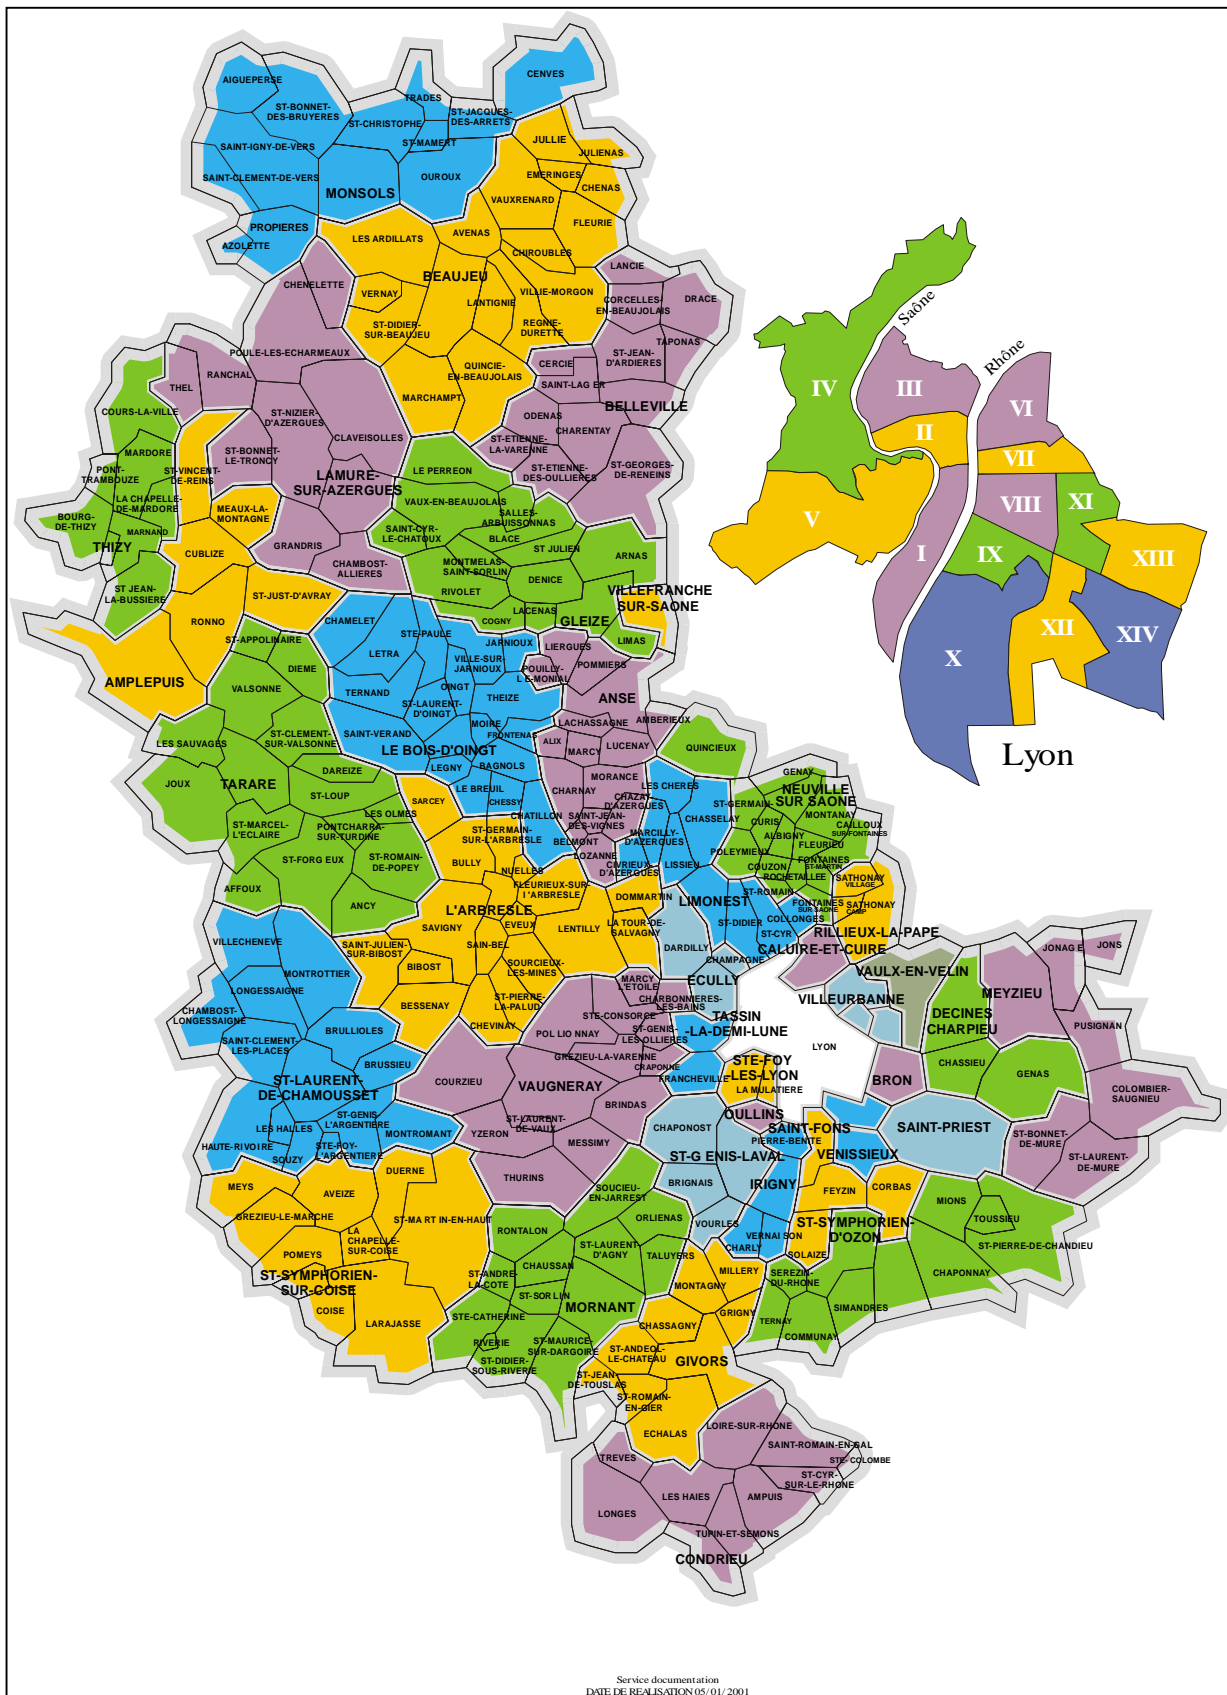 AIGUEPERSE
ST-BONNET-
DES-BRUYERES
CENVES
TRADES
ST-CHRISTOPHE
ST-JACQUES-
DES-ARRETS
ST-MAMERT
SAINT-IGNY-DE-VERS
SAINT-CLEMENT-DE-VERS
MONSOLS
OUROUX
PROPIERES
AZOLETTE
JULLIE
JULIENAS
EMERINGES
CHENAS
VAUXRENARD
FLEURIE
LES ARDILLATS
AVENAS
CHIROUBLES
BEAUJEU
VERNAY
LANTIGNIE
VILLIE-MORGON
ST-DIDIER-
SUR-BEAUJEU
REGNIE-
DURETTE
QUINCIE-
EN-BEAUJOLAIS
MARCHAMPT
CHENELETTE
POULE-LES-ECHARMEAUX
RANCHAL
THEL
ST-NIZIER-
D'AZERGUES
CLAVEISOLLES
ST-BONNET-
LE-TRONCY
LAMURE-
SUR-AZERGUES
GRANDRIS
CHAMBOST-
ALLIERES
LANCIE
CORCELLES-
EN-BEAUJOLAIS
DRACE
TAPONAS
ST-JEAN-
D'ARDIERES
CERCIE
SAINT-LAG ER
BELLEVILLE
ODENAS
CHARENTAY
ST-ETIENNE-
LA-VARENNE
ST-ETIENNE-
DES-OULLIERES
ST-GEORGES-
DE-RENEINS
COURS-LA-VILLE
MARDORE
PONT-
TRAMBOUZE
LA CHAPELLE-
DE-MARDORE
BOURG-
DE-THIZY
MARNAND
THIZY
ST JEAN-
LA-BUSSIERE
ST-VINCENT-
DE-REINS
MEAUX-LA-
MONTAGNE
CUBLIZE
ST-JUST-D'AVRAY
RONNO
AMPLEPUIS
LE PERREON
VAUX-EN-BEAUJOLAIS
SALLES-
ARBUISSONNAS
SAINT-CYR-
LE-CHATOUX
BLACE
ST JULIEN
ARNAS
MONTMELAS-
SAINT-SORLIN
DENICE
RIVOLET
LACENAS
COGNY
GLEIZE
LIMAS
VILLEFRANCHE
SUR-SAONE
ST-APPOLINAIRE
DIEME
VALSONNE
ST-CLEMENT-
SUR-VALSONNE
LES SAUVAGES
DAREIZE
JOUX
TARARE
ST-LOUP
LES OLMES
ST-MARCEL-
L'ECLAIRE
PONTCHARRA-
SUR-TURDINE
ST-FORG EUX
ST-ROMAIN-
DE-POPEY
AFFOUX
ANCY
CHAMELET
STE-PAULE
JARNIOUX
LETRA
VILLE-SUR-
JARNIOUX
OINGT
TERNAND
ST-LAURENT-
D'OINGT
THEIZE
MOIRE
FRONTENAS
SAINT-VERAND
LE BOIS-D'OINGT
LEGNY
BAGNOLS
LE BREUIL
CHESSY
CHATILLON
LIERGUES
POUILLY-
LE-MONIAL
POMMIERS
ANSE
AMBERIEUX
LACHASSAGNE
ALIX
MARCY
LUCENAY
MORANCE
CHARNAY
CHAZAY-
D'AZERGUES
SAINT-JEAN-
DES-VIGNES
BELMONT
LOZANNE
QUINCIEUX
LES CHERES
CHASSELAY
MARCILLY-
D'AZERGUES
CIVRIEUX-
D'AZERGUES
LISSIEU
LIMONEST
DOMMARTIN
ST-DIDIER
ST-CYR
COLLONGES
CHAMPAGNE
GENAY
NEUVILLE
SUR SAONE
ST-GERMAIN-
CURIS
MONTANAY
ALBIGNY
CAILLOUX
SUR-FONTAINES
FLEURIEU
POLEYMIEUX
COUZON
FONTAINES
ST-MARTIN
ROCHETAILLEE
ST-ROMAIN
FONTAINES
SUR SAONE
SATHONAY
VILLAGE
SATHONAY
CAMP
RILLIEUX-LA-PAPE
CALUIRE-ET-CUIRE
SARCEY
ST-GERMAIN-
SUR-L'ARBRESLE
BULLY
NUELLES
FLEURIEUX-SUR-
L'ARBRESLE
L'ARBRESLE
EVEUX
SAVIGNY
LENTILLY
LA TOUR-DE-
SALVAGNY
SAIN-BEL
SAINT-JULIEN-
SUR-BIBOST
BIBOST
SOURCIEUX-
LES-MINES
BESSENAY
ST-PIERRE-
LA-PALUD
CHEVINAY
DARDILLY
ECULLY
MARCY
L'ETOILE
CHARBONNIERES-
LES-BAINS
TASSIN
-LA-DEMI-LUNE
STE-CONSORCE
POL LIO NNAY
ST-GENIS-
LES-OLLIERES
GREZIEU-LA-VARENNE
CRAPONNE
FRANCHEVILLE
COURZIEU
VAUGNERAY
BRINDAS
ST-LAURENT-
DE-VAUX
YZERON
MESSIMY
THURINS
VILLECHENEVE
MONTROTTIER
LONGESSAIGNE
CHAMBOST-
LONGESSAIGNE
BRULLIOLES
SAINT-CLEMENT-
LES-PLACES
BRUSSIEU
ST-LAURENT-
DE-CHAMOUSSET
ST-GENIS
L'ARGENTIERE
LES HALLES
HAUTE-RIVOIRE
SOUZY
STE-FOY-
L'ARGENTIERE
MONTROMANT
MEYS
DUERNE
AVEIZE
GREZIEU-LE-MARCHE
LA
CHAPELLE-
SUR-COISE
ST-MA RT IN-EN-HAUT
POMEYS
ST-SYMPHORIEN-
SUR-COISE
COISE
LARAJASSE
SOUCIEU-
EN-JARREST
RONTALON
ORLIENAS
ST-LAURENT-
D'AGNY
TALUYERS
CHAUSSAN
ST-ANDRE-
LA-COTE
ST-SOR LIN
MORNANT
STE-CATHERINE
RIVERIE
ST-MAURICE-
SUR-DARGOIRE
ST-DIDIER-
SOUS-RIVERIE
STE-FOY
-LES-LYON
LA MULATIERE
OULLINS
CHAPONOST
ST-G ENIS-LAVAL
PIERRE-BENITE
BRIGNAIS
IRIGNY
VOURLES
VERNAI SON
CHARLY
MILLERY
MONTAGNY
GRIGNY
CHASSAGNY
ST-ANDEOL-
LE-CHATEAU
GIVORS
ST-JEAN-
DE-TOUSLAS
ST-ROMAIN-
EN-GIER
ECHALAS
VAULX-EN-VELIN
VILLEURBANNE
LYON
BRON
DECINES
CHARPIEU
CHASSIEU
GENAS
MEYZIEU
JONAG E
JONS
PUSIGNAN
COLOMBIER-
SAUGNIEU
ST-BONNET-
DE-MURE
ST-LAURENT-
DE-MURE
SAINT-PRIEST
SAINT-FONS
VENISSIEUX
FEYZIN
CORBAS
ST-SYMPHORIEN-
D'OZON
SOLAIZE
MIONS
TOUSSIEU
ST-PIERRE-DE-CHANDIEU
CHAPONNAY
SEREZIN-
DU-RHONE
SIMANDRES
TERNAY
COMMUNAY
LOIRE-SUR-RHONE
SAINT-ROMAIN-EN-GAL
STE- COLOMBE
ST-CYR-
SUR-LE-RHONE
TREVES
LES HAIES
AMPUIS
LONGES
TUPIN-ET-SEMONS
CONDRIEU
Saône
Rhône
IV
III
II
VI
VII
VIII
XI
V
I
IX
XIII
XII
XIV
X
Lyon
Service documentation
DATE DE REALISATION 05/ 01/ 2001